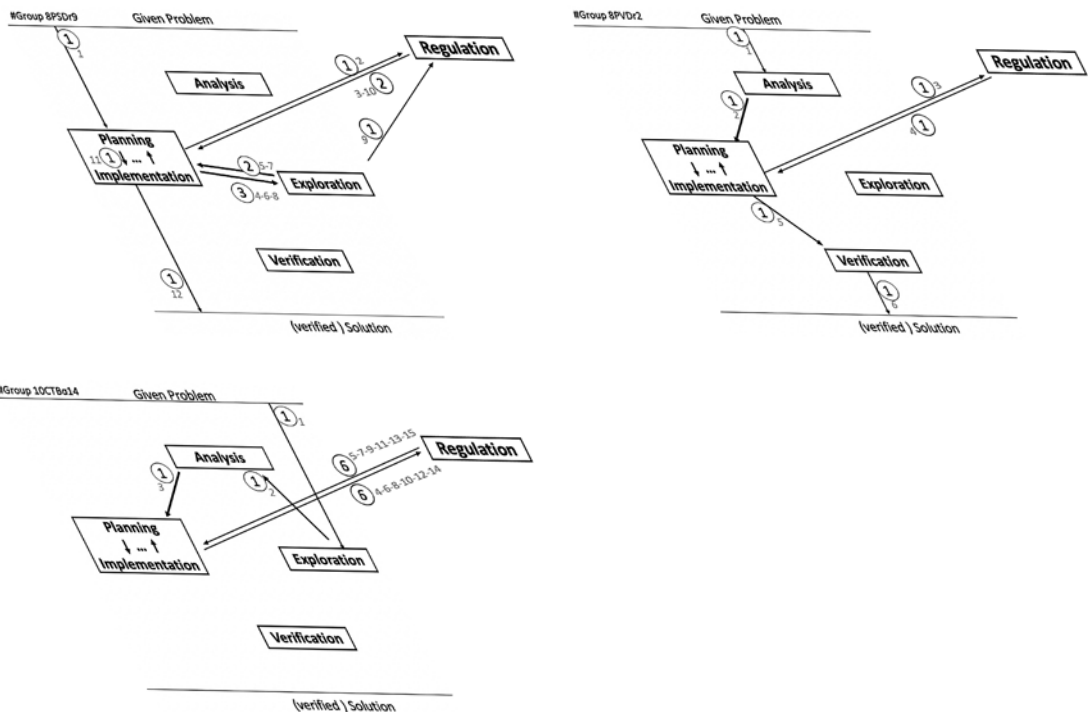 #Group 8PSDr9
Given Problem
1
1
Regulation
1 2
2
3-10
Analysis
1
9
Planning
11 1 ↓ ... ↑
Implementation
2 5-7
3 4-6-8
Exploration
Verification
1
12
(verified ) Solution
#Group 8PVDr2
Given Problem
1
1
Regulation
Analysis
1
2
1 3
4 1
Planning
↓ ... ↑
Implementation
Exploration
1 5
Verification
1
6
(verified ) Solution
#Group 10CTBa14
Given Problem
1 1
Regulation
6 5-7-9-11-13-15
6 4-6-8-10-12-14
Analysis
1
3
1 2
Planning
↓ ... ↑
Implementation
Exploration
Verification
(verified ) Solution